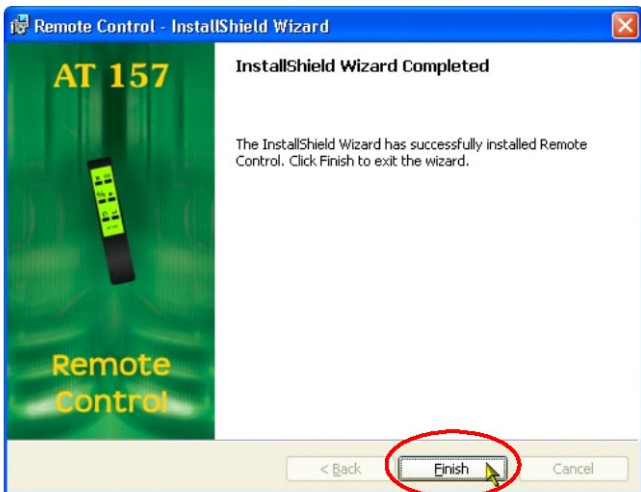 Remote Control - InstallShield Wizard
AT 157
InstallShield Wizard Completed
The InstallShield Wizard has successfully installed Remote
Control. Click Finish to exit the wizard.
Remote
Control
< Back
Finish
Cancel